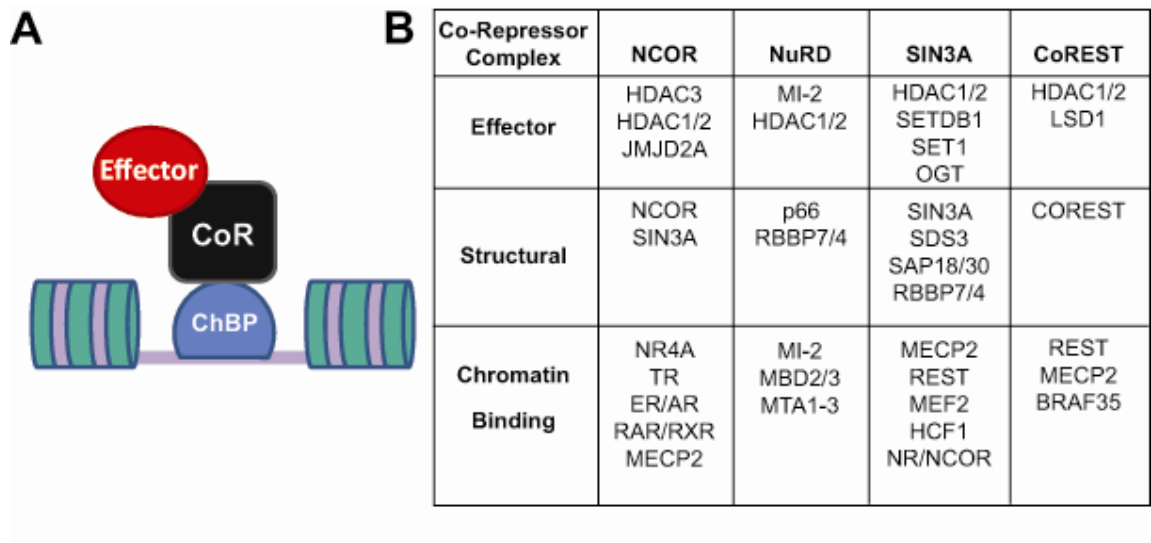 A
Effector
CoR
ChBP
B
Co-Repressor
Complex
NCOR
NuRD
SIN3A
CoREST
Effector
HDAC3
HDAC1/2
JMJD2A
MI-2
HDAC1/2
HDAC1/2
SETDB1
SET1
OGT
HDAC1/2
LSD1
Structural
NCOR
SIN3A
p66
RBBP7/4
SIN3A
SDS3
SAP18/30
RBBP7/4
COREST
Chromatin
Binding
NR4A
TR
ER/AR
RAR/RXR
MECP2
MI-2
MBD2/3
MTA1-3
MECP2
REST
MEF2
HCF1
NR/NCOR
REST
MECP2
BRAF35